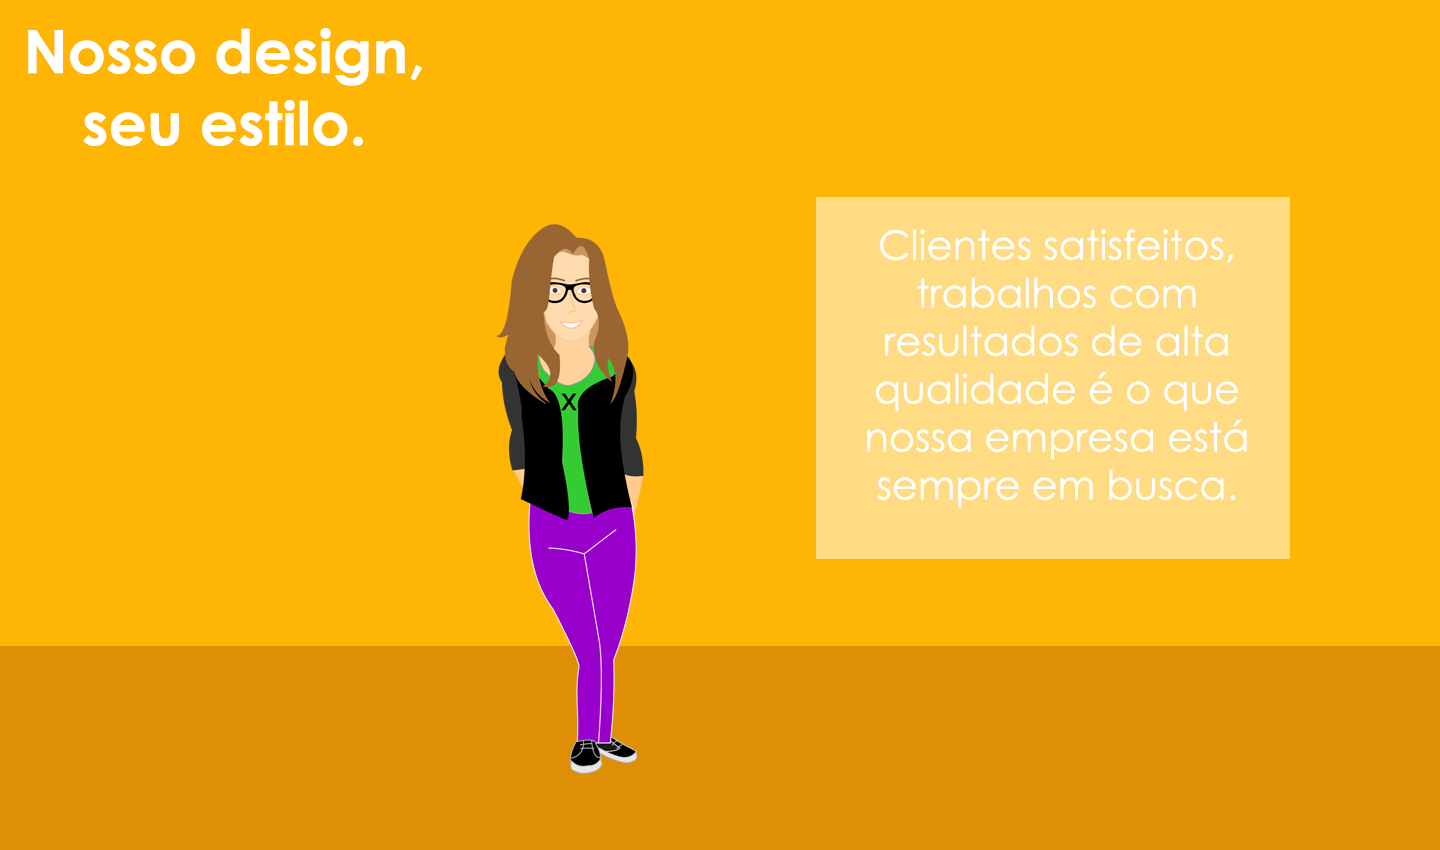 Nosso design,
seu estilo.
Clientes satisfeitos,
trabalhos com
resultados de alta
qualidade é o que
nossa empresa está
sempre em busca.
X